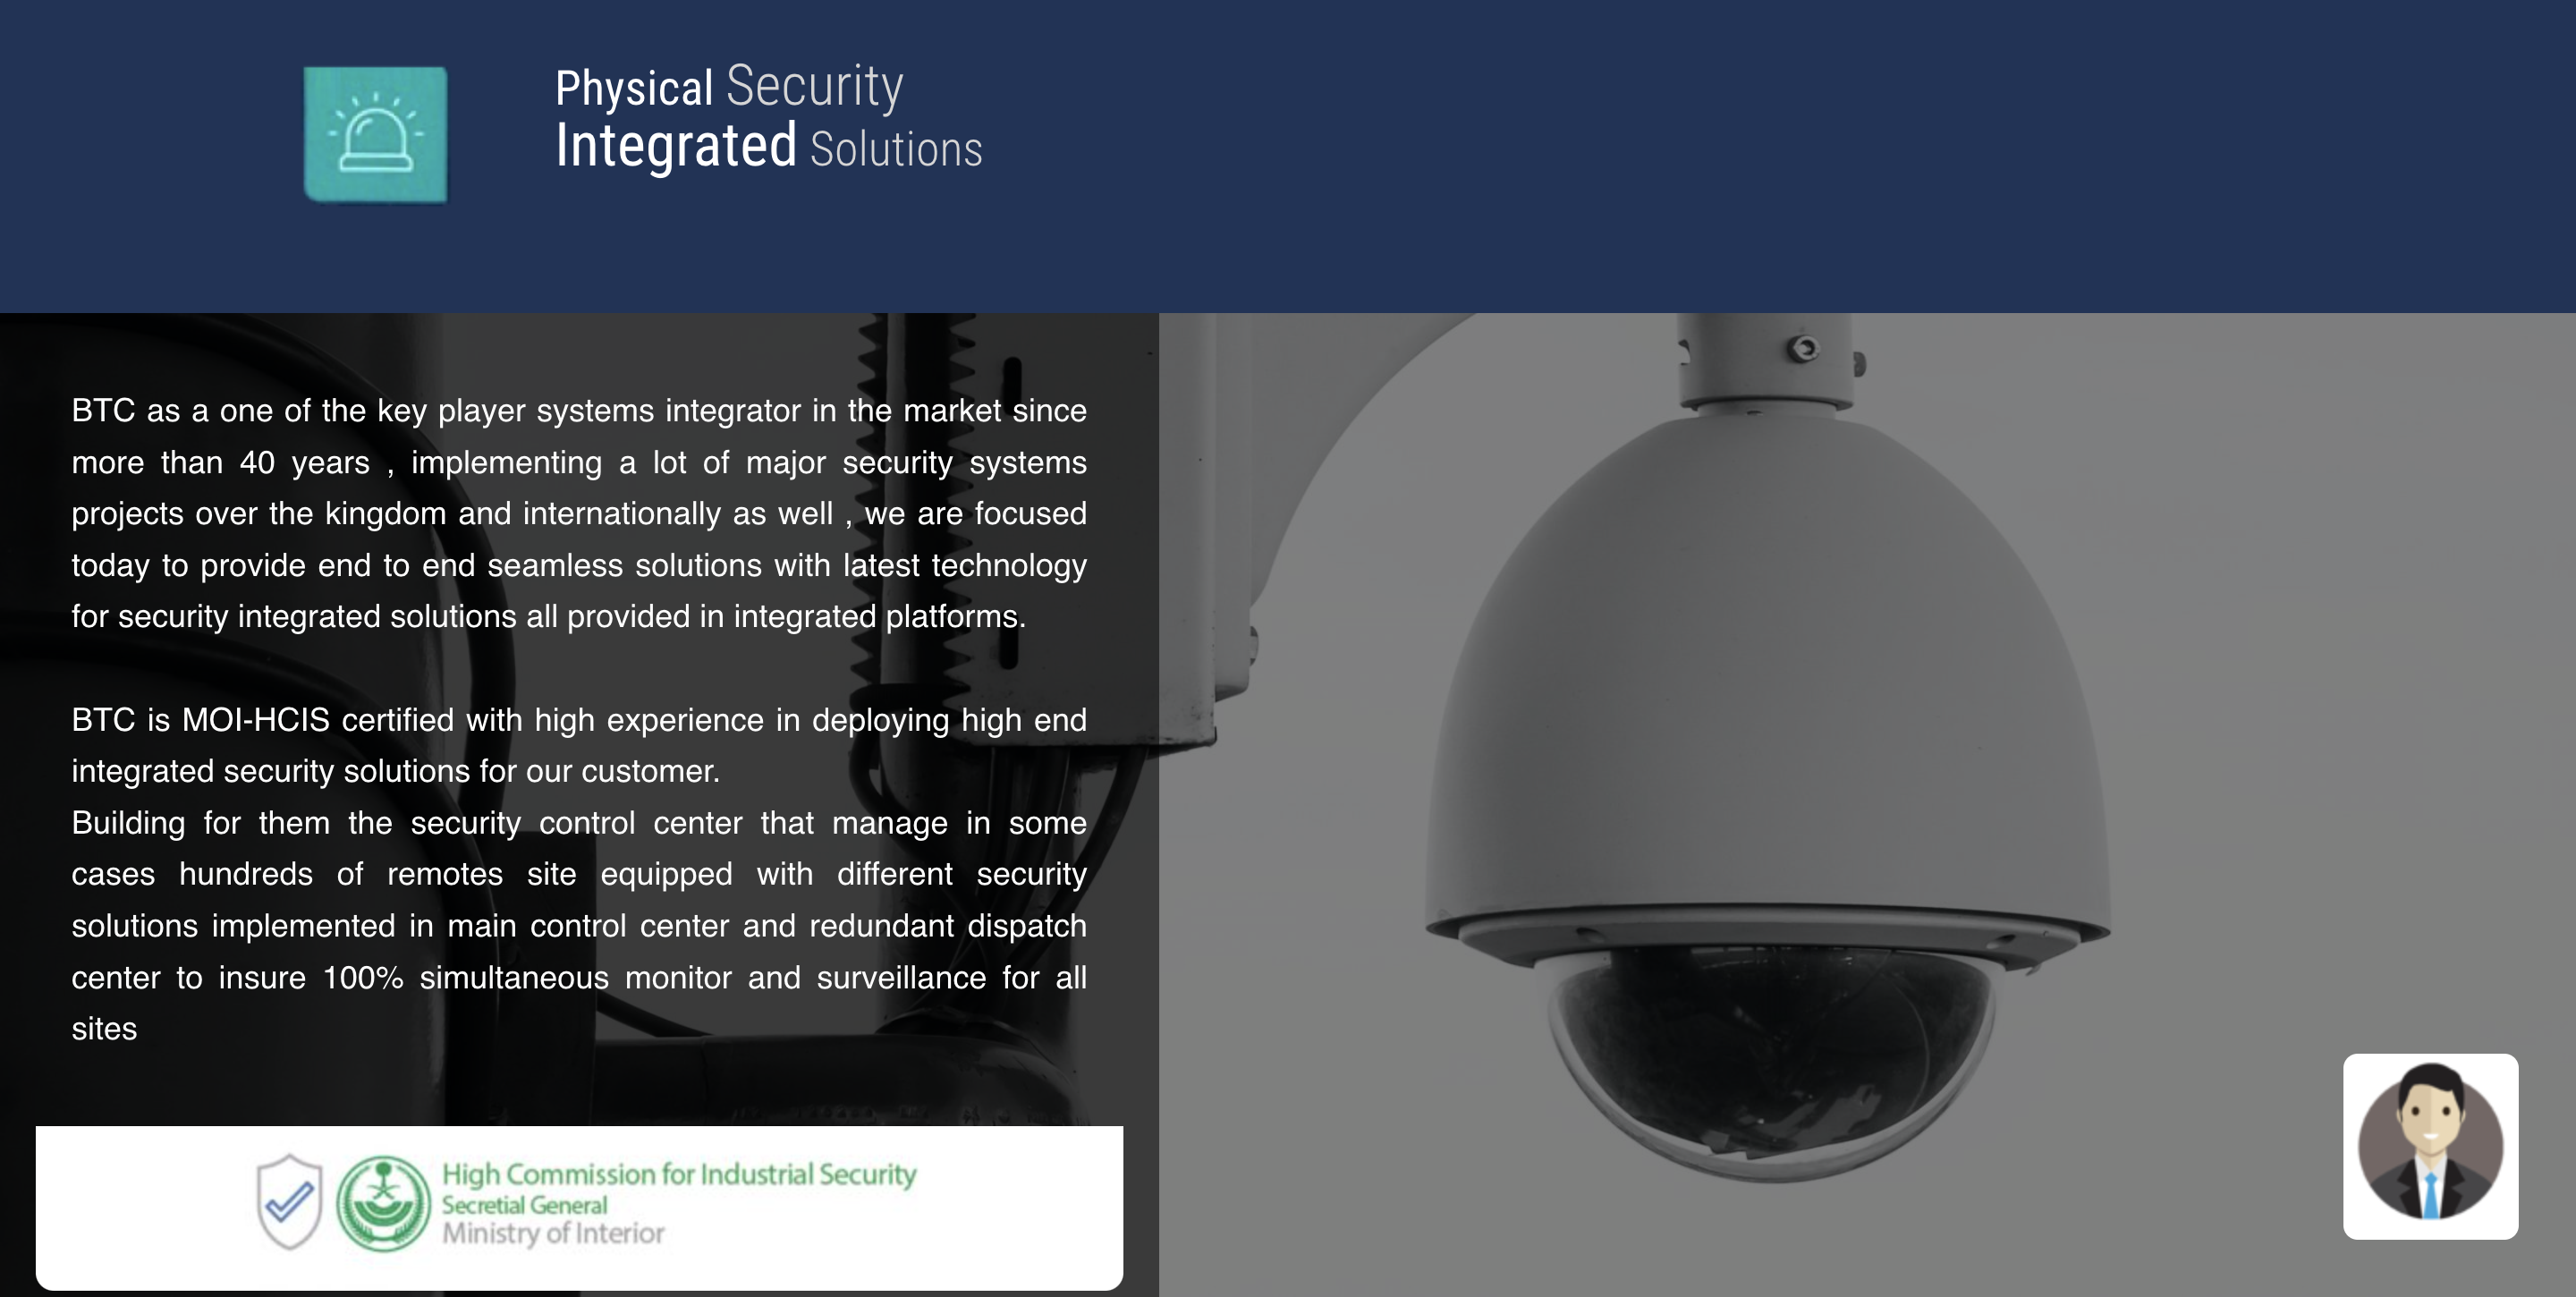 Physical Security
Integrated Solutions
BTC as a one of the key player systems integrator in the market since
more than 40 years , implementing a lot of major security systems
projects over the kingdom and internationally as well , we are focused
today to provide end to end seamless solutions with latest technology
for security integrated solutions all provided in integrated platforms.
BTC is MOI-HCIS certified with high experience in deploying high end
integrated security solutions for our customer.
Building for them the security control center that manage in some
cases hundreds of remotes site equipped with different security
solutions implemented in main control center and redundant dispatch
center to insure 100% simultaneous monitor and surveillance for all
sites
High Commission for Industrial Security
Secretial General
Ministry of Interior